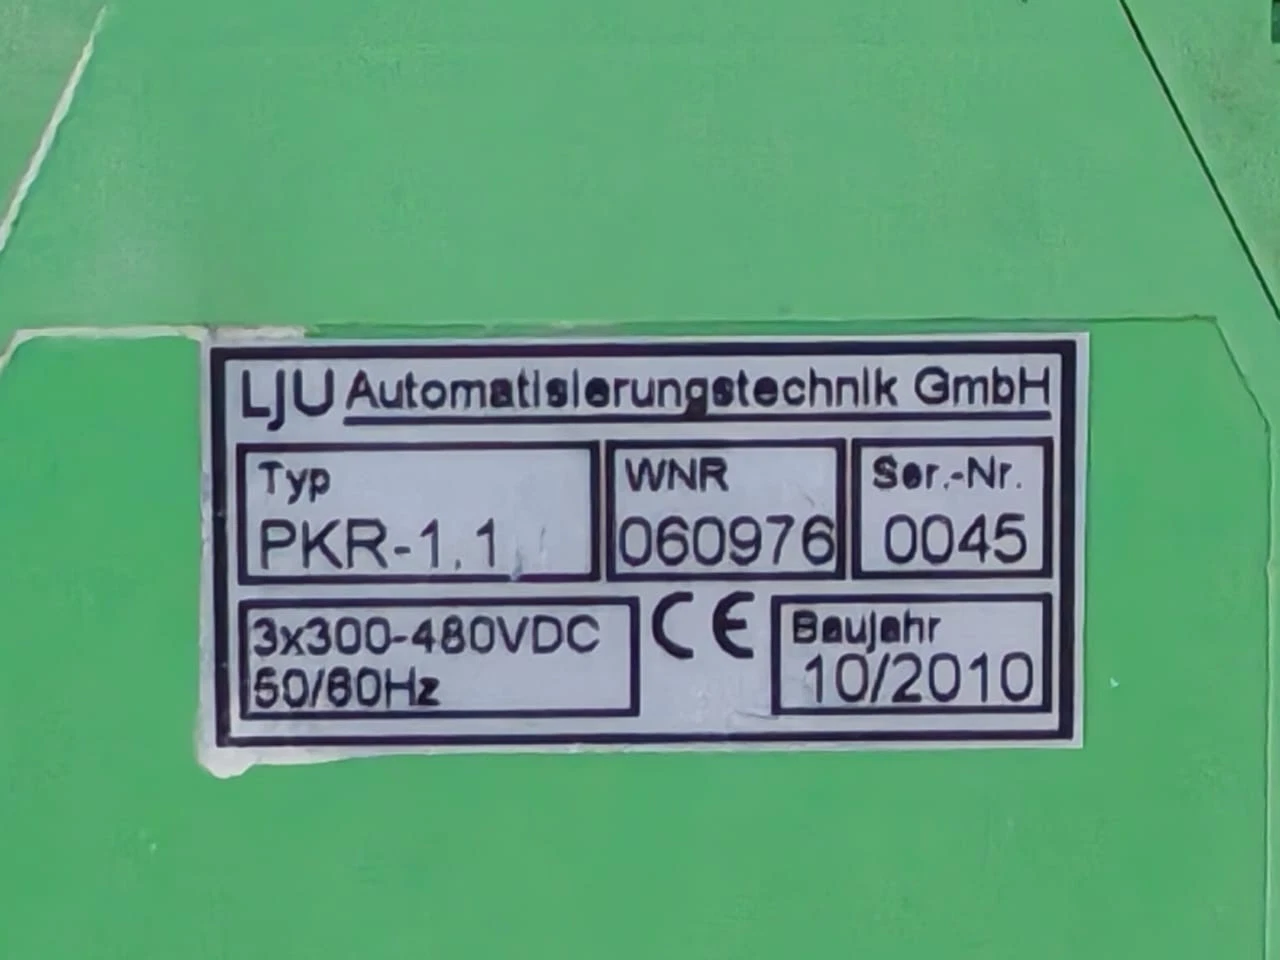 LJU Automatisierungstechnik GmbH
Typ
PKR-1.1
WNR
060976
Ser.-Nr.
0045
3x300-480VDC
50/60Hz
CE
Baujahr
10/2010